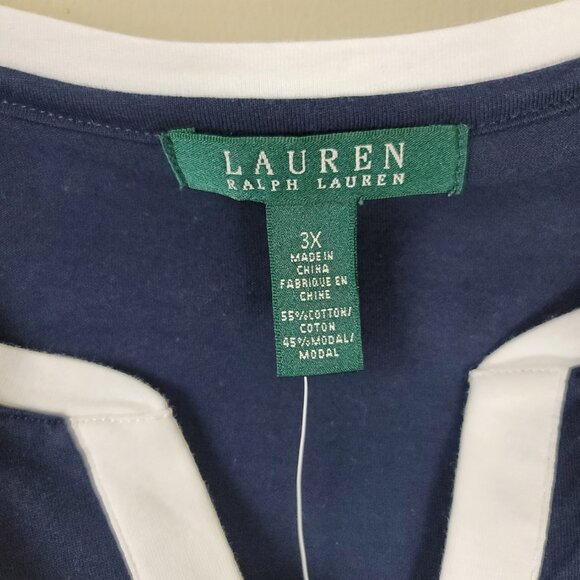 LAUREN
RALPH LAUREN
3X
MADE IN
CHINA
FABRIQUE EN
CHINE
55%COTTON/
COTON
45%MODAL/
MODAL